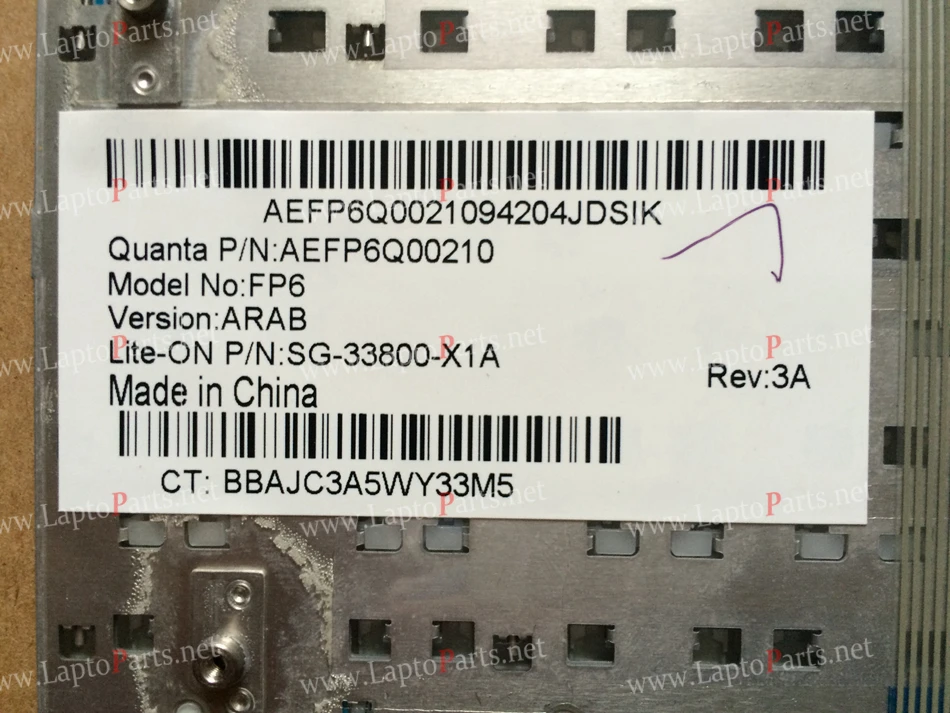 AEFP6Q0021094204JDSIK
Quanta P/N:AEFP6Q00210
Model No:FP6
Version:ARAB
Lite-ON P/N:SG-33800-X1A
Rev:3A
Made in China
CT: BBAJC3A5WY33M5
www.LaptoParts.net